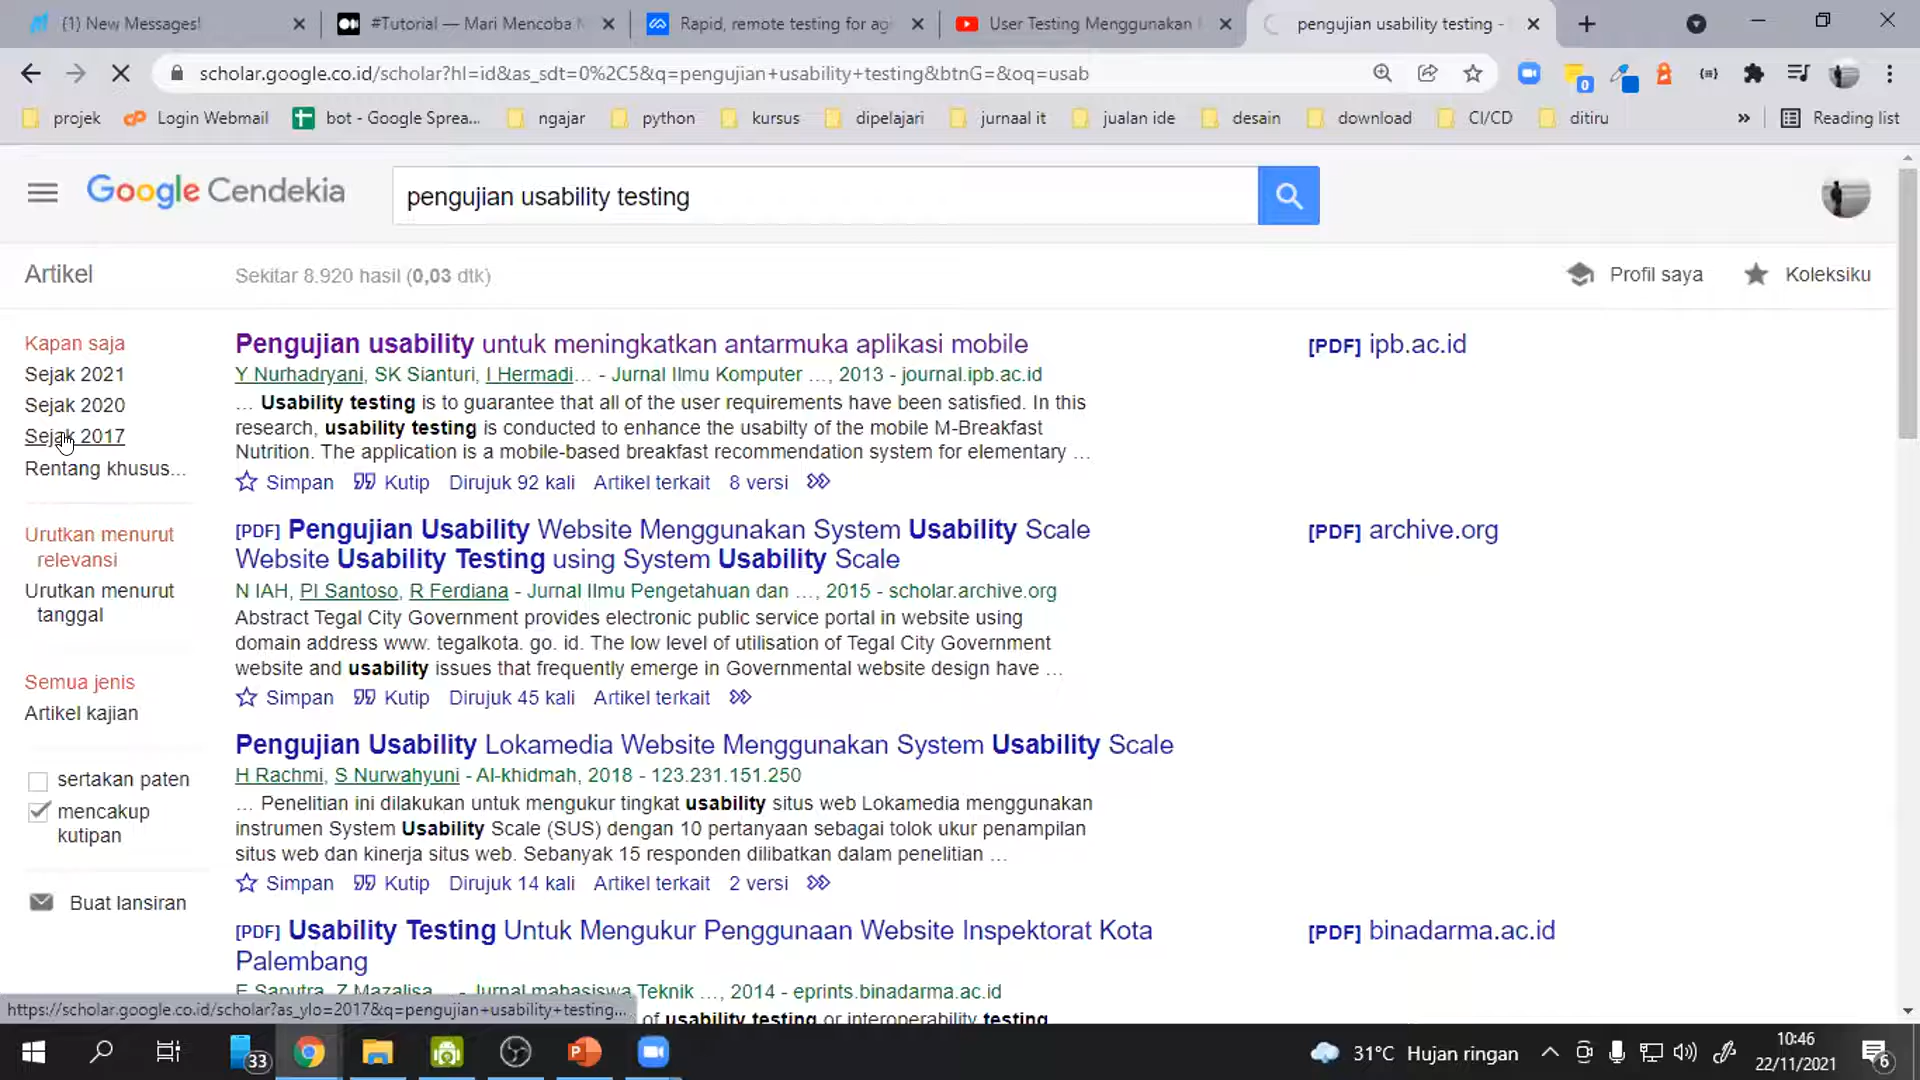 (1) New Messages!
#Tutorial — Mari Mencoba
Rapid, remote testing for ag
User Testing Menggunakan
pengujian usability testing -
scholar.google.co.id/scholar?hl=id&as_sdt=0%2C5&q=pengujian+usability+testing&btnG=&oq=usab
0
projek
cP Login Webmail
bot - Google Sprea...
ngajar
python
kursus
dipelajari
jurnaal it
jualan ide
desain
download
CI/CD
ditiru
»
Reading list
Google Cendekia
pengujian usability testing
Artikel
Sekitar 8.920 hasil (0,03 dtk)
Profil saya
Koleksiku
Kapan saja
Sejak 2021
Sejak 2020
Sejak 2017
Rentang khusus...
Urutkan menurut
relevansi
Urutkan menurut
tanggal
Semua jenis
Artikel kajian
sertakan paten
mencakup
kutipan
Buat lansiran
Pengujian usability untuk meningkatkan antarmuka aplikasi mobile
[PDF] ipb.ac.id
Y Nurhadryani, SK Sianturi, I Hermadi... - Jurnal Ilmu Komputer ..., 2013 - journal.ipb.ac.id
... Usability testing is to guarantee that all of the user requirements have been satisfied. In this
research, usability testing is conducted to enhance the usabilty of the mobile M-Breakfast
Nutrition. The application is a mobile-based breakfast recommendation system for elementary ...
Simpan Kutip Dirujuk 92 kali Artikel terkait 8 versi
[PDF] Pengujian Usability Website Menggunakan System Usability Scale
Website Usability Testing using System Usability Scale
[PDF] archive.org
N IAH, PI Santoso, R Ferdiana - Jurnal Ilmu Pengetahuan dan ..., 2015 - scholar.archive.org
Abstract Tegal City Government provides electronic public service portal in website using
domain address www. tegalkota. go. id. The low level of utilisation of Tegal City Government
website and usability issues that frequently emerge in Governmental website design have ...
Simpan Kutip Dirujuk 45 kali Artikel terkait
Pengujian Usability Lokamedia Website Menggunakan System Usability Scale
H Rachmi, S Nurwahyuni - Al-khidmah, 2018 - 123.231.151.250
... Penelitian ini dilakukan untuk mengukur tingkat usability situs web Lokamedia menggunakan
instrumen System Usability Scale (SUS) dengan 10 pertanyaan sebagai tolok ukur penampilan
situs web dan kinerja situs web. Sebanyak 15 responden dilibatkan dalam penelitian ...
Simpan Kutip Dirujuk 14 kali Artikel terkait 2 versi
[PDF] Usability Testing Untuk Mengukur Penggunaan Website Inspektorat Kota
Palembang
[PDF] binadarma.ac.id
E Saputra, Z Mazalisa... - Jurnal mahasiswa Teknik ..., 2014 - eprints.binadarma.ac.id
of usability testing or interoperability testing
https://scholar.google.co.id/scholar?as_ylo=2017&q=pengujian+usability+testing...
33
31°C Hujan ringan
10:46
22/11/2021
6